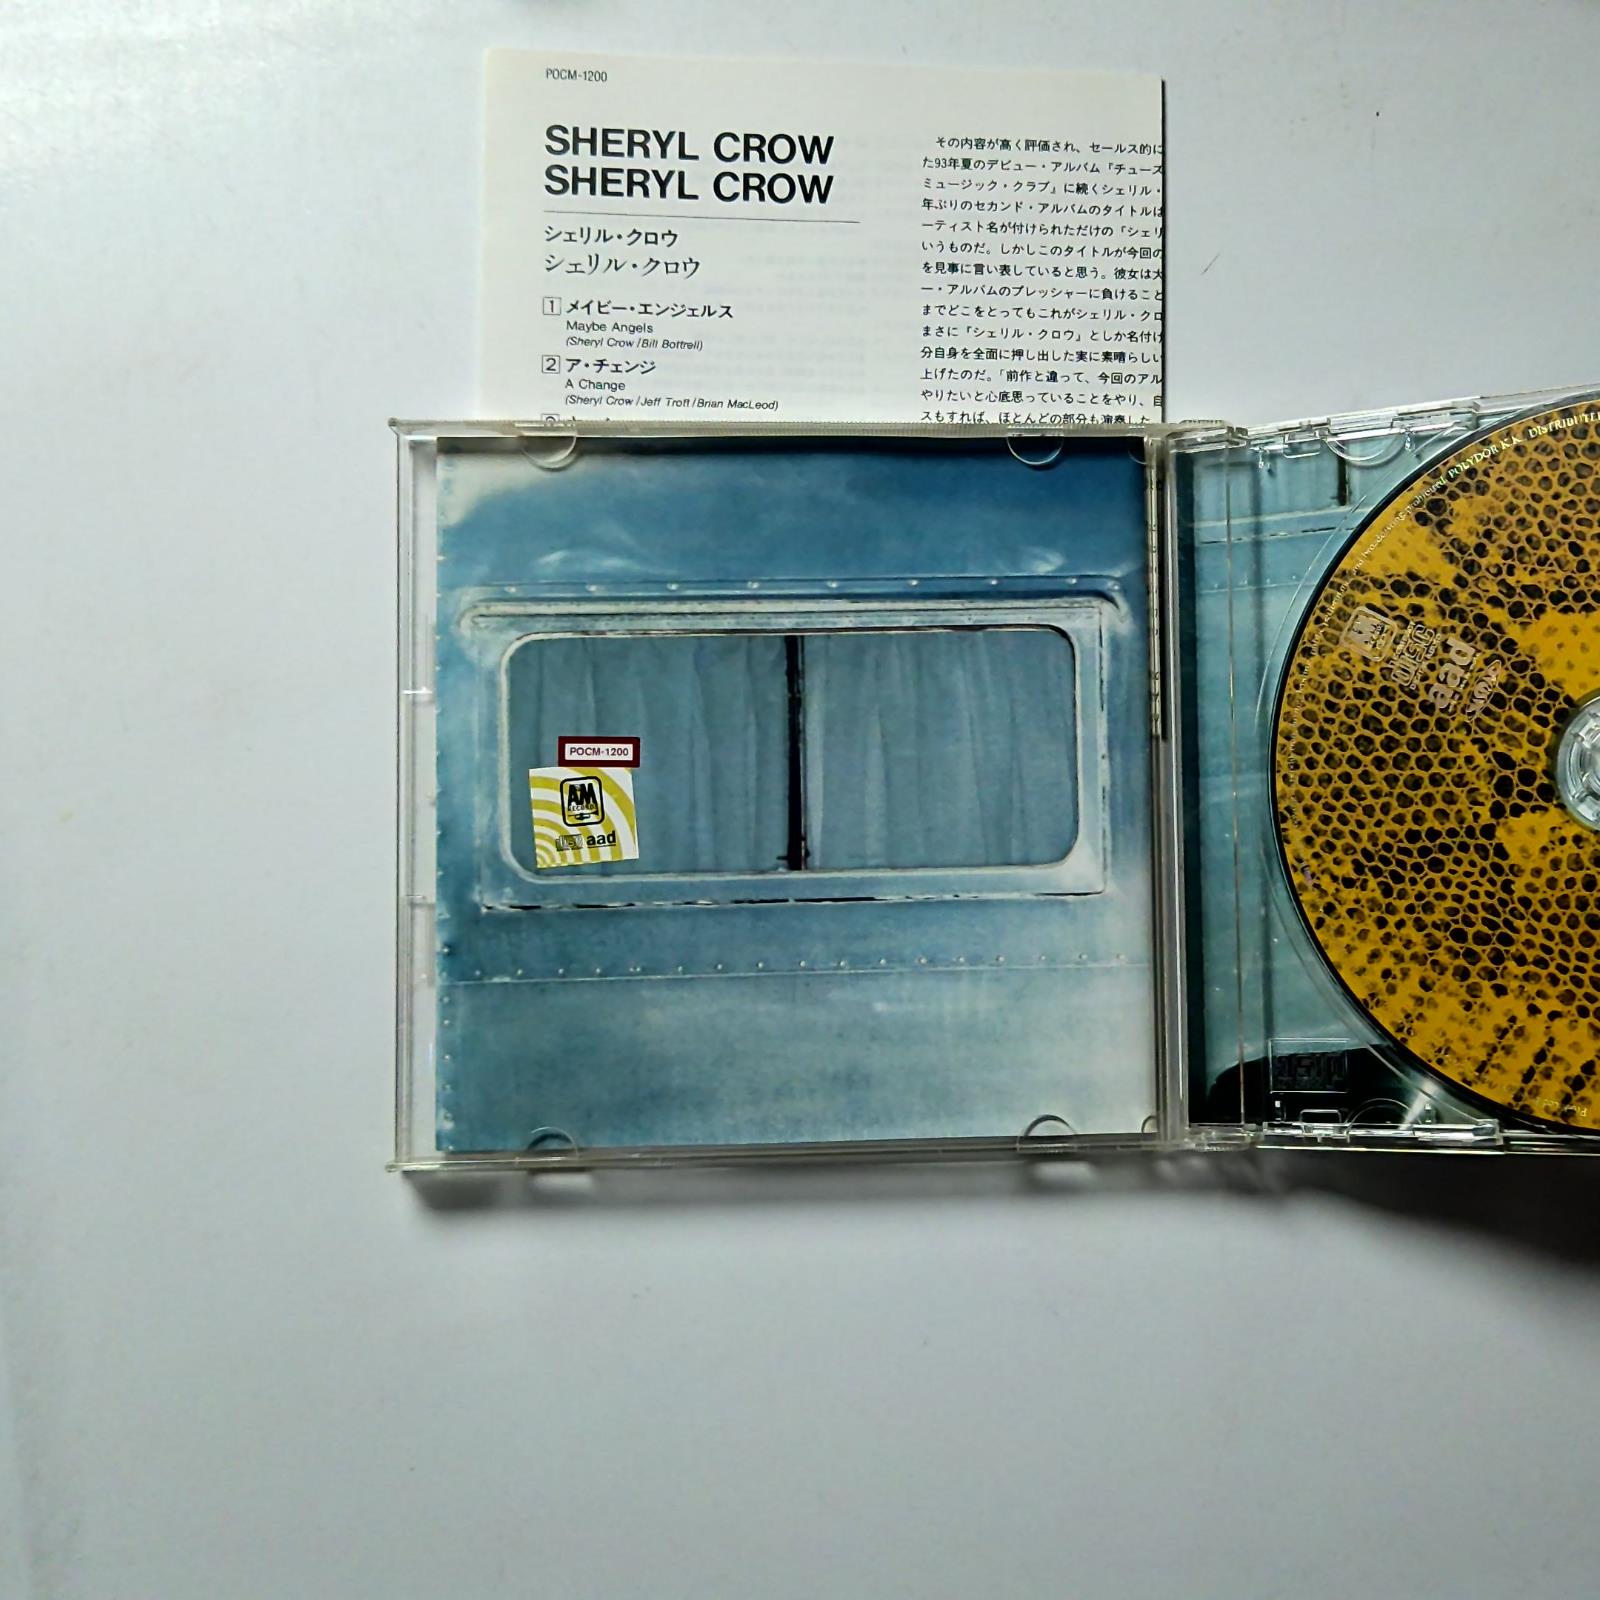 POCM-1200
SHERYL CROW
SHERYL CROW
シェリル・クロウ
シェリル・クロウ
1 メイビー・エンジェルス
Maybe Angels
(Sheryl Crow/Bill Bottrell)
2 ア・チェンジ
A Change
(Sheryl Crow/Jeff Trott/Brian MacLeod)
その内容が高く評価され、セールス的に
た93年夏のデビュー・アルバム『チューズ
ミュージック・クラブ』に続くシェリル・
年ぶりのセカンド・アルバムのタイトルは
ーティスト名が付けられただけの『シェリ
いうものだ。しかしこのタイトルが今回の
を見事に言い表していると思う。彼女は大
ー・アルバムのプレッシャーに負けること
までどこをとってもこれがシェリル・クロ
まさに『シェリル・クロウ』としか名付け
分自身を全面に押し出した実に素晴らしい
上げたのだ。「前作と違って、今回のアル
やりたいと心底思っていることをやり、自
スもすれば、ほとんどの部分も演奏した
POCM-1200
A&M
RECORDS
aad
POLYDOR K.K. DISTRIBUTE
A&M
aad